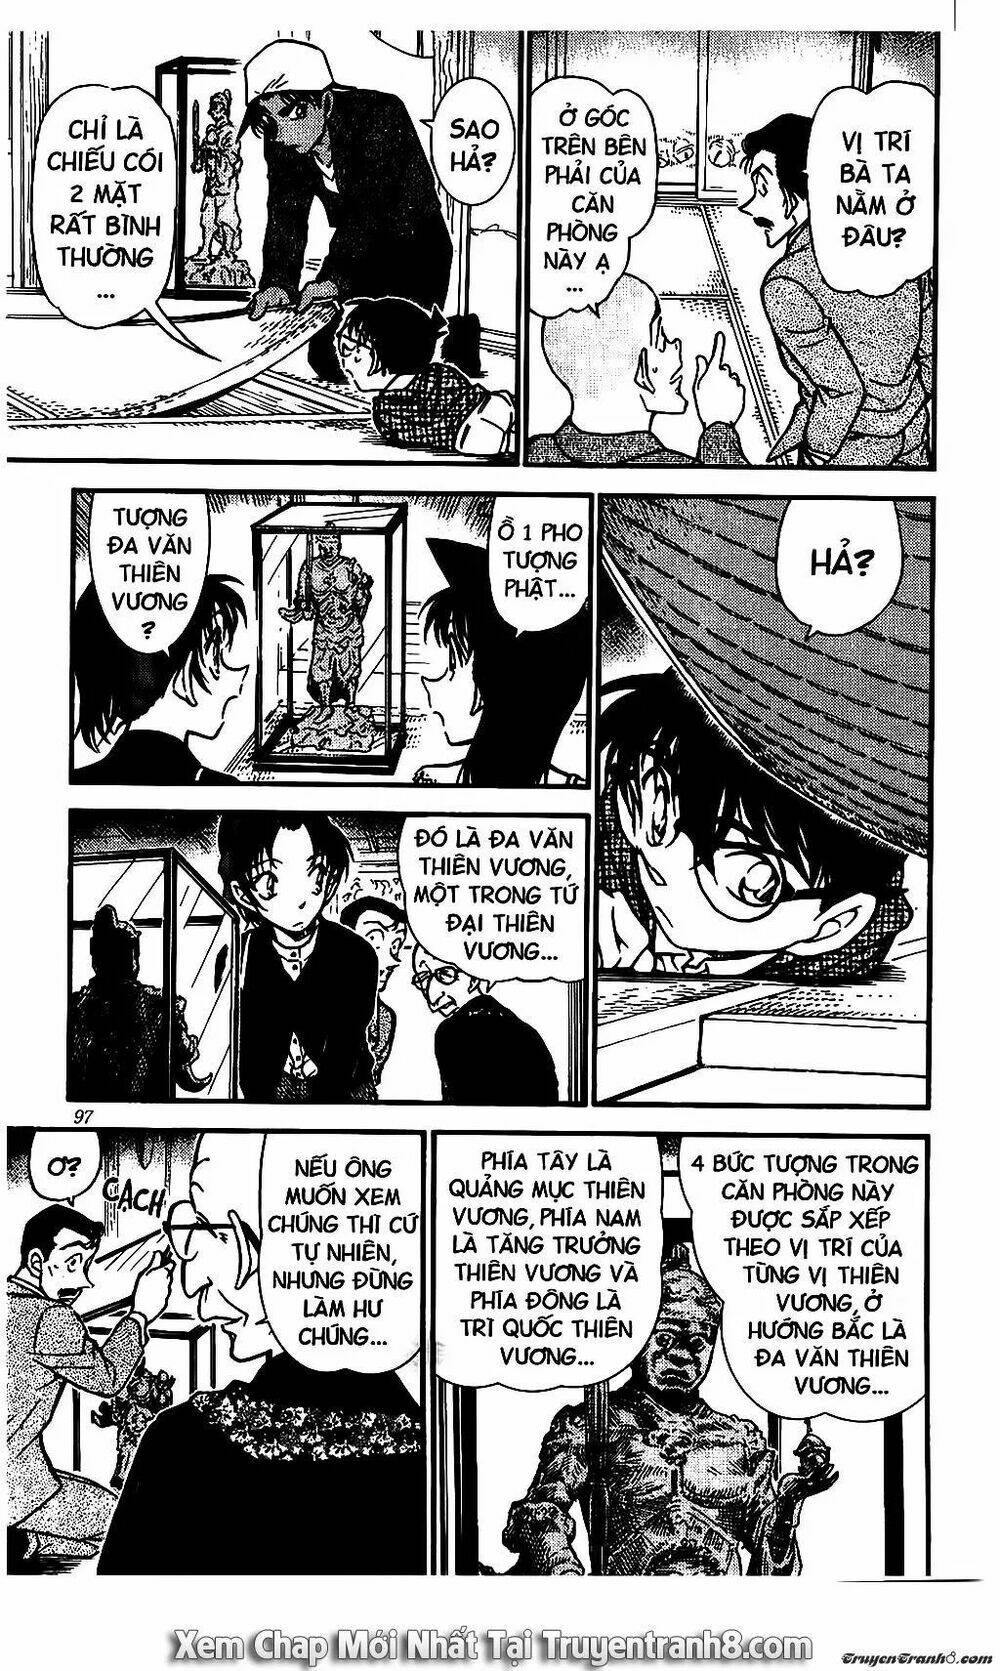 VỊ TRÍ
BÀ TA
NẰM Ở
ĐÂU?
Ở GÓC
TRÊN BÊN
PHẢI CỦA
CĂN
PHÒNG
NÀY Ạ
...
SAO
HẢ?
CHỈ LÀ
CHIẾU CÓI
2 MẶT
RẤT BÌNH
THƯỜNG
...
HẢ?
Ồ 1 PHO
TƯỢNG
PHẬT...
TƯỢNG
ĐA VĂN
THIÊN
VƯƠNG
?
ĐÓ LÀ ĐA VĂN
THIÊN VƯƠNG,
MỘT TRONG TỨ
ĐẠI THIÊN
VƯƠNG...
97
4 BỨC TƯỢNG TRONG
CĂN PHÒNG NÀY
ĐƯỢC SẮP XẾP
THEO VỊ TRÍ CỦA
TỪNG VỊ THIÊN
VƯƠNG, Ở
HƯỚNG BẮC LÀ
ĐA VĂN THIÊN
VƯƠNG...
PHÍA TÂY LÀ
QUẢNG MỤC THIÊN
VƯƠNG, PHÍA NAM
LÀ TĂNG TRƯỞNG
THIÊN VƯƠNG VÀ
PHÍA ĐÔNG LÀ
TRÌ QUỐC THIÊN
VƯƠNG...
NẾU ÔNG
MUỐN XEM
CHÚNG THÌ CỨ
TỰ NHIÊN,
NHƯNG ĐỪNG
LÀM HƯ
CHÚNG...
CẠCH
Ơ?
Xem Chap Mới Nhất Tại Truyentranh8.com
TruyenTranh8.com